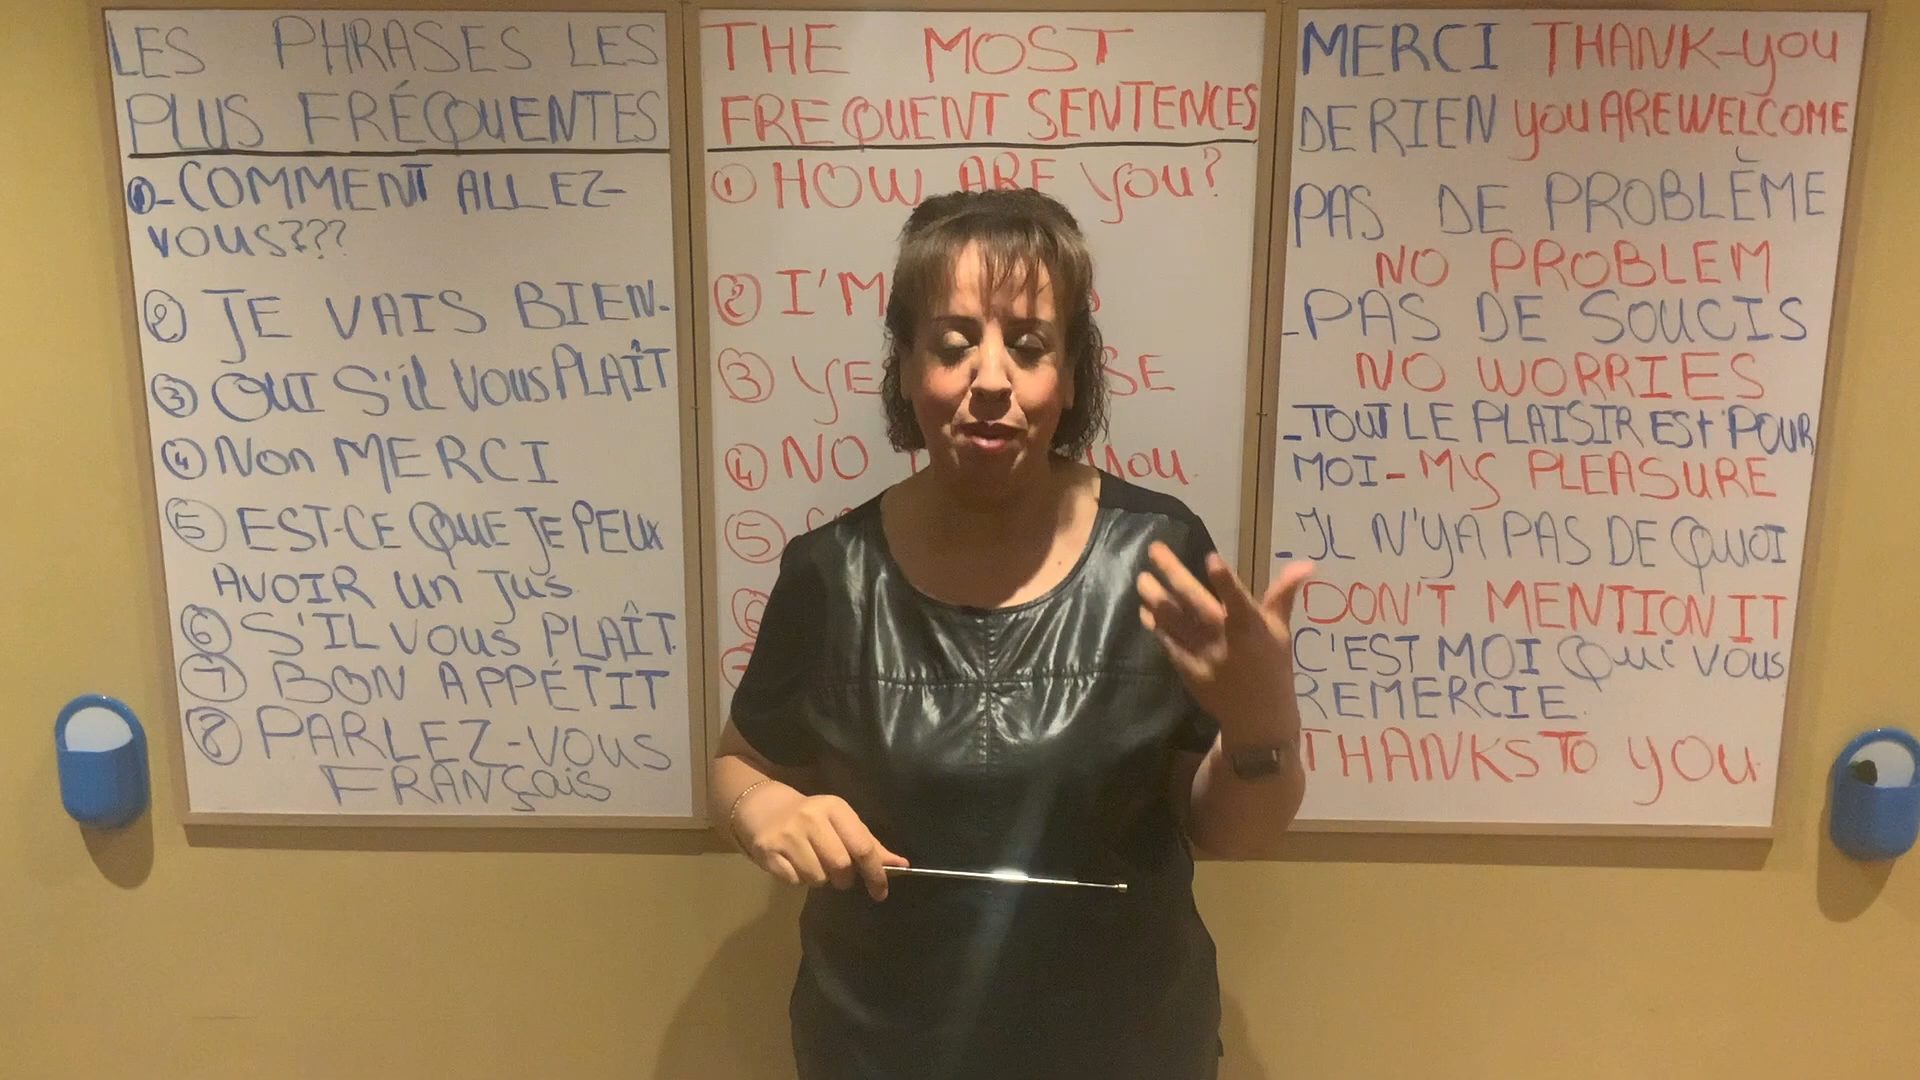 LES PHRASES LES
PLUS FRÉQUENTES
1-COMMENT ALLEZ-
VOUS???
2 JE VAIS BIEN.
3 OUI S'il VOUS PLAÎT
4 Non MERCI
5 EST-CE QUE JE PEUX
AVOIR un Jus
6 S'IL VOUS PLAÎT.
7 BON APPÉTIT
8 PARLEZ-VOUS
FRANÇais
THE MOST
FREQUENT SENTENCES
1 HOW ARE you?
2 I'M
3
4 NO
5
6
7
MERCI THANK-you
DE RIEN you ARE WELCOME
PAS DE PROBLĔME
NO PROBLEM
-PAS DE SOUCIS
NO WORRIES
-TOUT LE PLAISIR ESt POUR
MOI-My PLEASURE
-IL N'YA PAS DE QUOI
DON'T MENTION IT
C'EST MOI Qui VOUS
REMERCIE.
THANKS TO YOU.